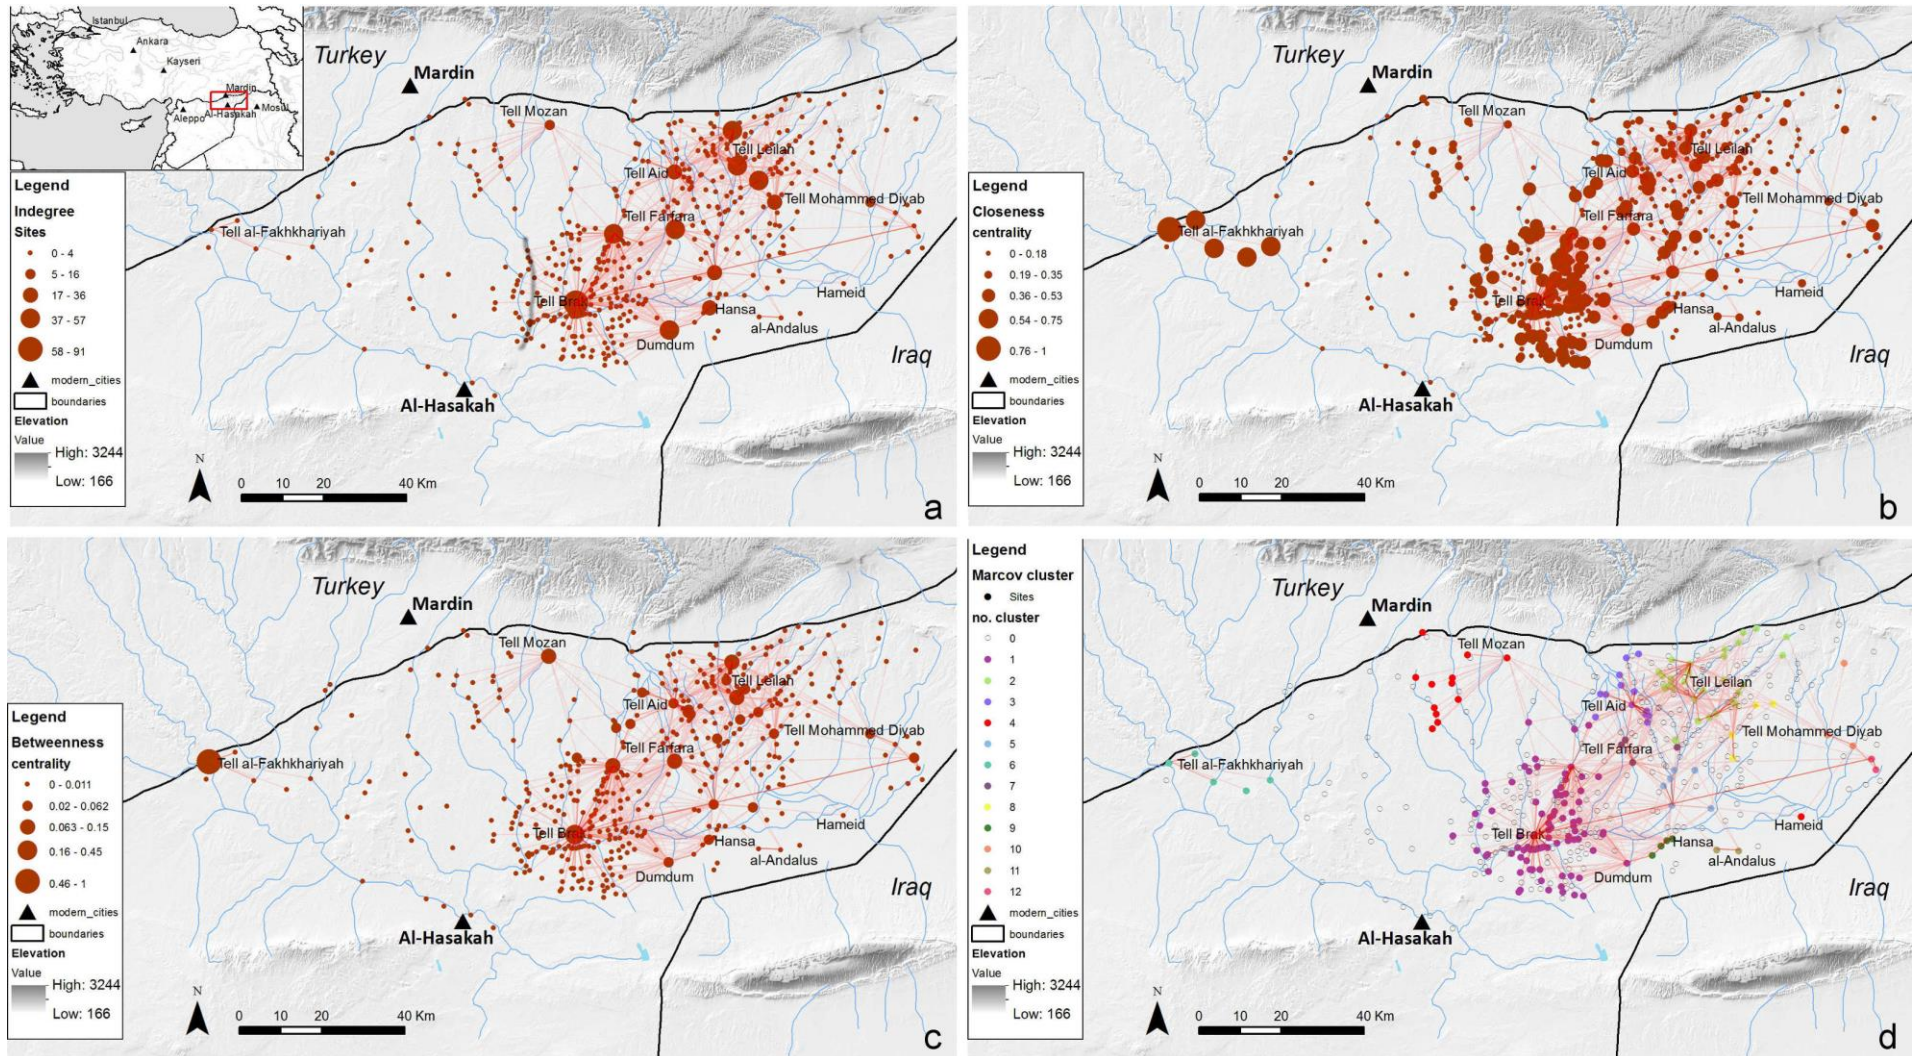 Istanbul
Ankara
Kayseri
Mardin
Aleppo
Al-Hasakah
Mosul
Legend
Indegree
Sites
0 - 4
5 - 16
17 - 36
37 - 57
58 - 91
modern_cities
boundaries
Elevation
Value
High: 3244
Low: 166
Turkey
Mardin
Tell Mozan
Tell Leilan
Tell Aid
Tell Mohammed Diyab
Tell Farfara
Tell al-Fakhkhariyah
Tell Brak
Hameid
Hansa
al-Andalus
Dumdum
Iraq
Al-Hasakah
N
0 20 40 Km
a
Legend
Closeness
centrality
0 - 0.18
0.19 - 0.35
0.36 - 0.53
0.54 - 0.75
0.76 - 1
modern_cities
boundaries
Elevation
Value
High: 3244
Low: 166
Turkey
Mardin
Tell Mozan
Tell Leilan
Tell Aid
Tell Mohammed Diyab
Tell Farfara
Tell al-Fakhkhariyah
Tell Brak
Hameid
Hansa
al-Andalus
Dumdum
Iraq
Al-Hasakah
N
0 20 40 Km
b
Legend
Betweenness
centrality
0 - 0.011
0.02 - 0.062
0.063 - 0.15
0.16 - 0.45
0.46 - 1
modern_cities
boundaries
Elevation
Value
High: 3244
Low: 166
Turkey
Mardin
Tell Mozan
Tell Leilan
Tell Aid
Tell Mohammed Diyab
Tell Farfara
Tell al-Fakhkhariyah
Tell Brak
Hameid
Hansa
al-Andalus
Dumdum
Iraq
Al-Hasakah
N
0 20 40 Km
c
Legend
Marcov cluster
Sites
no. cluster
0
1
2
3
4
5
6
7
8
9
10
11
12
modern_cities
boundaries
Elevation
Value
High: 3244
Low: 166
Turkey
Mardin
Tell Mozan
Tell Leilan
Tell Aid
Tell Mohammed Diyab
Tell Farfara
Tell al-Fakhkhariyah
Tell Brak
Hameid
Hansa
al-Andalus
Dumdum
Iraq
Al-Hasakah
N
0 20 40 Km
d